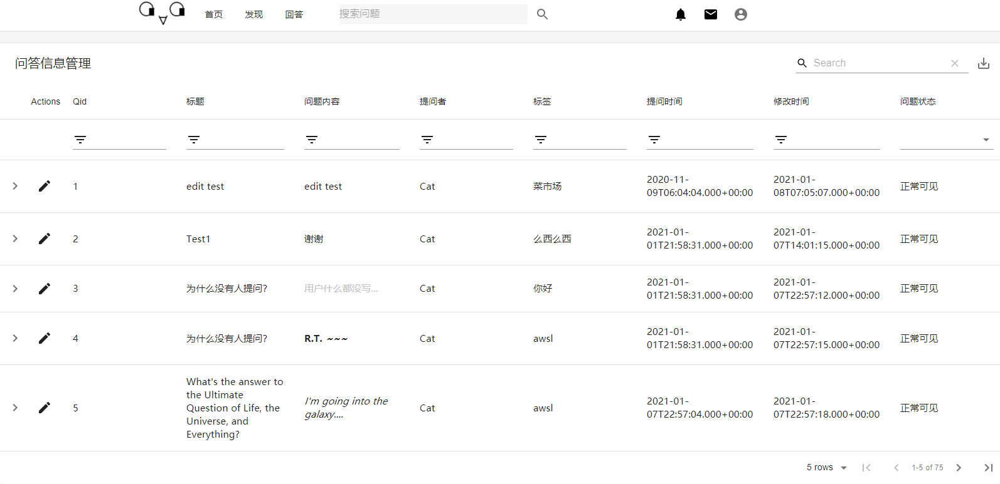 首页 发现 回答 搜索问题
问答信息管理 Search
Actions Qid 标题 问题内容 提问者 标签 提问时间 修改时间 问题状态
1 edit test edit test Cat 菜市场 2020-11-09T06:04:04.000+00:00 2021-01-08T07:05:07.000+00:00 正常可见
2 Test1 谢谢 Cat 么西么西 2021-01-01T21:58:31.000+00:00 2021-01-07T14:01:15.000+00:00 正常可见
3 为什么没有人提问? 用户什么都没写... Cat 你好 2021-01-01T21:58:31.000+00:00 2021-01-07T22:57:12.000+00:00 正常可见
4 为什么没有人提问? R.T. ~~~ Cat awsl 2021-01-01T21:58:31.000+00:00 2021-01-07T22:57:15.000+00:00 正常可见
5 What's the answer to the Ultimate Question of Life, the Universe, and Everything? I'm going into the galaxy.... Cat awsl 2021-01-07T22:57:04.000+00:00 2021-01-07T22:57:18.000+00:00 正常可见
5 rows 1-5 of 75